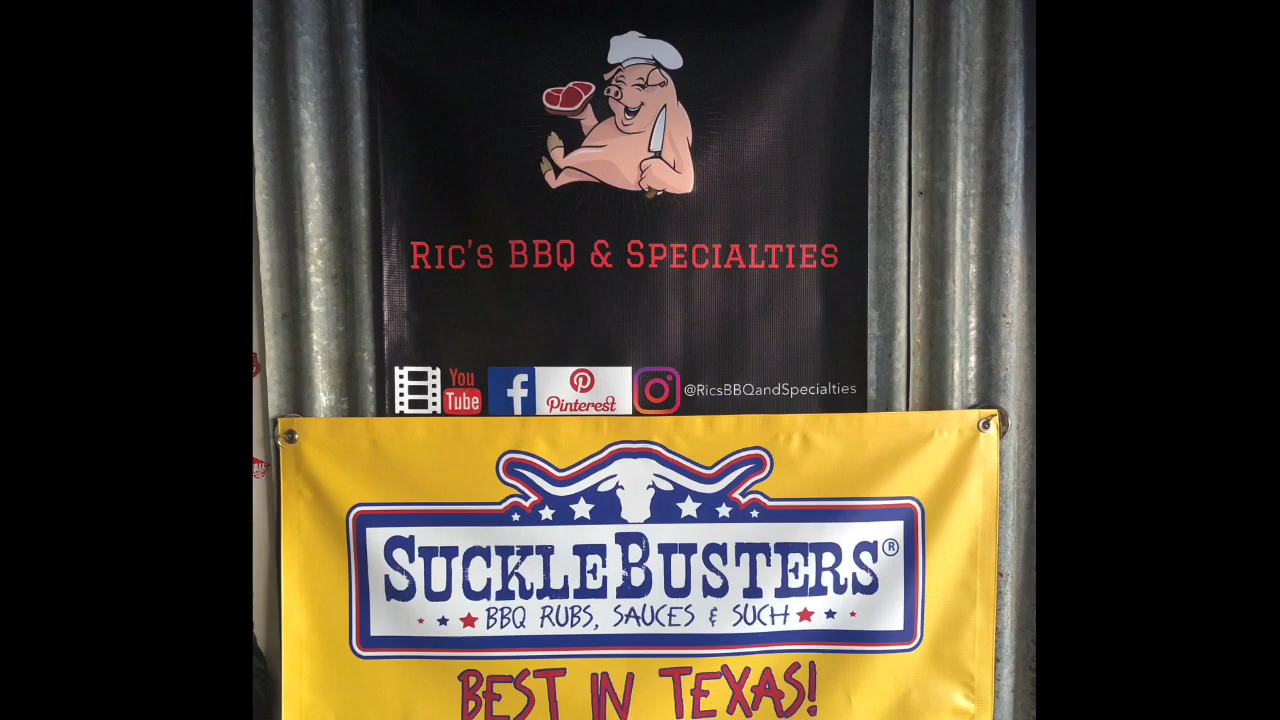 Ric's BBQ & Specialties
You
Tube
f
Pinterest
@RicsBBQandSpecialties
SuckleBusters®
BBQ RUBS, SAUCES & SUCH
BEST IN TEXAS!